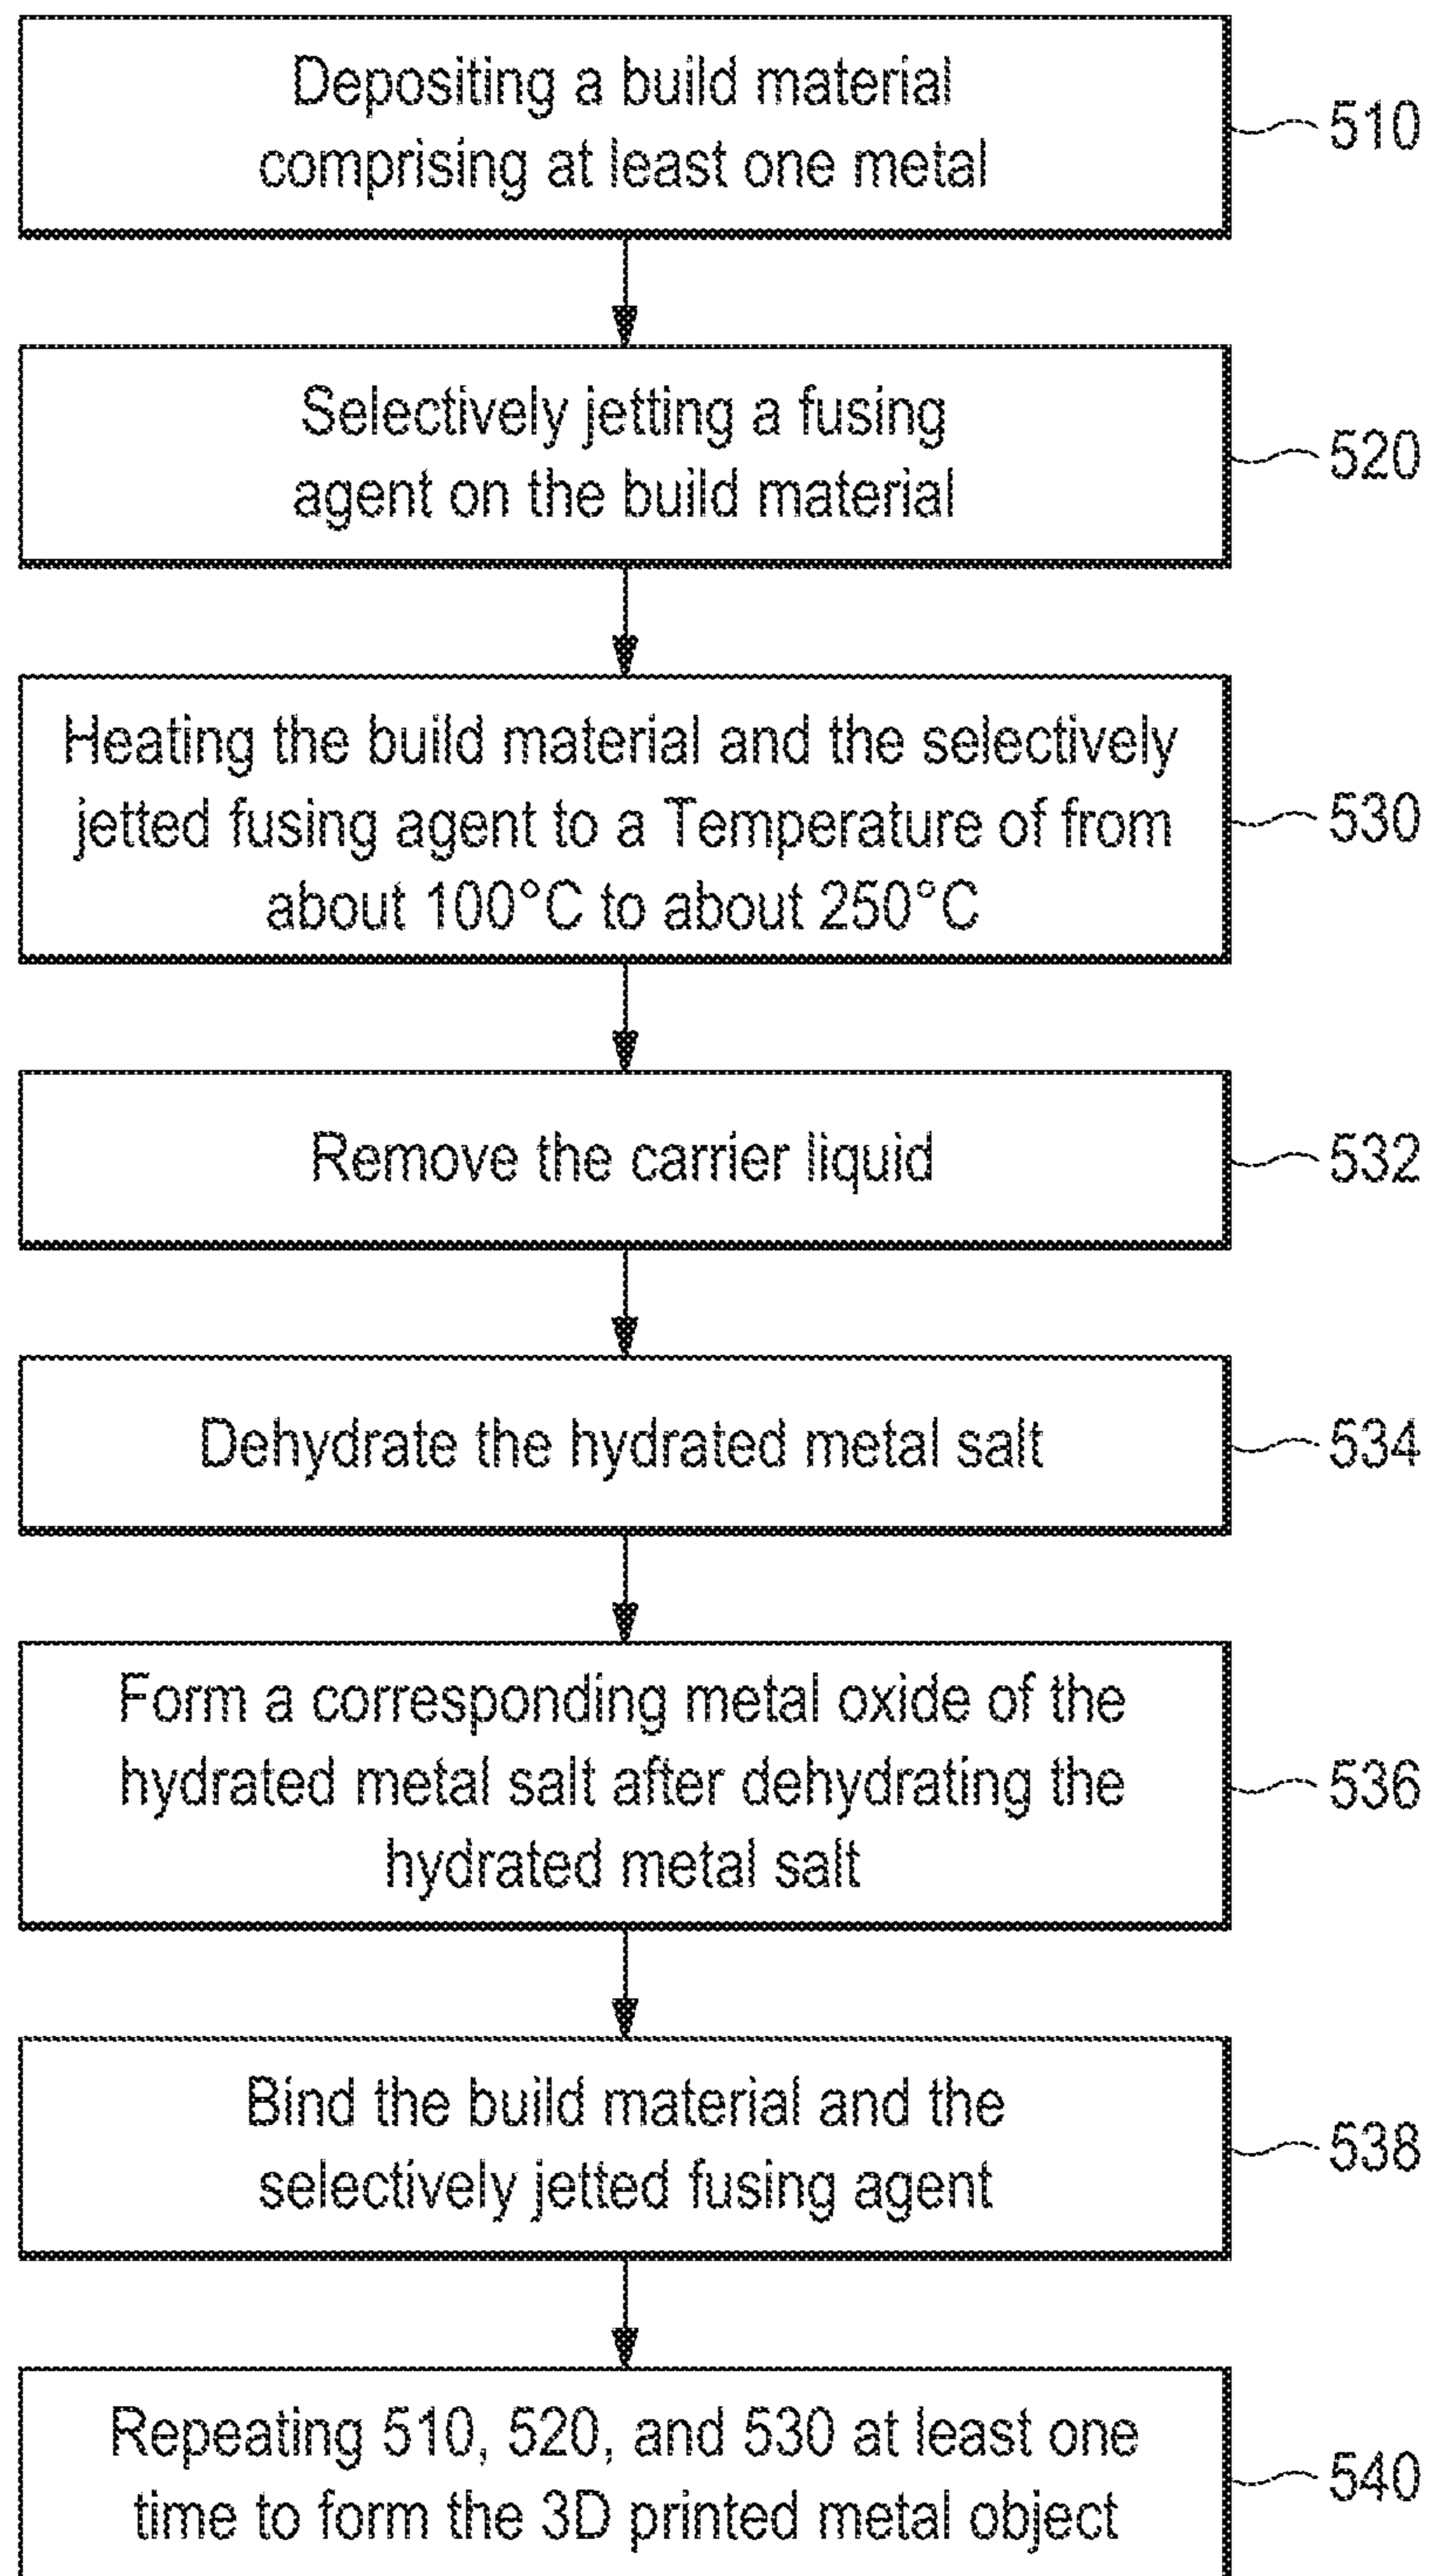 Depositing a build material
comprising at least one metal
510
Selectively jetting a fusing
agent on the build material
520
Heating the build material and the selectively
jetted fusing agent to a Temperature of from
about 100°C to about 250°C
530
Remove the carrier liquid
532
Dehydrate the hydrated metal salt
534
Form a corresponding metal oxide of the
hydrated metal salt after dehydrating the
hydrated metal salt
536
Bind the build material and the
selectively jetted fusing agent
538
Repeating 510, 520, and 530 at least one
time to form the 3D printed metal object
540